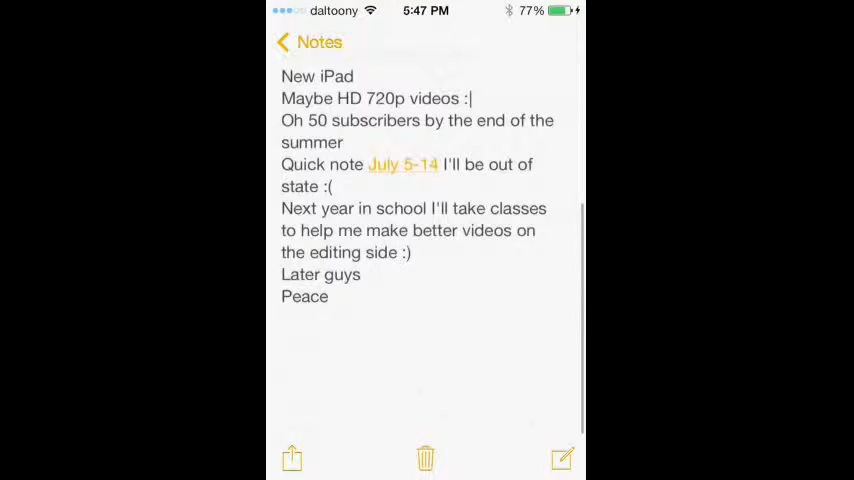 daltoony 5:47 PM 77%
Notes
New iPad
Maybe HD 720p videos :|
Oh 50 subscribers by the end of the
summer
Quick note July 5-14 I'll be out of
state :(
Next year in school I'll take classes
to help me make better videos on
the editing side :)
Later guys
Peace